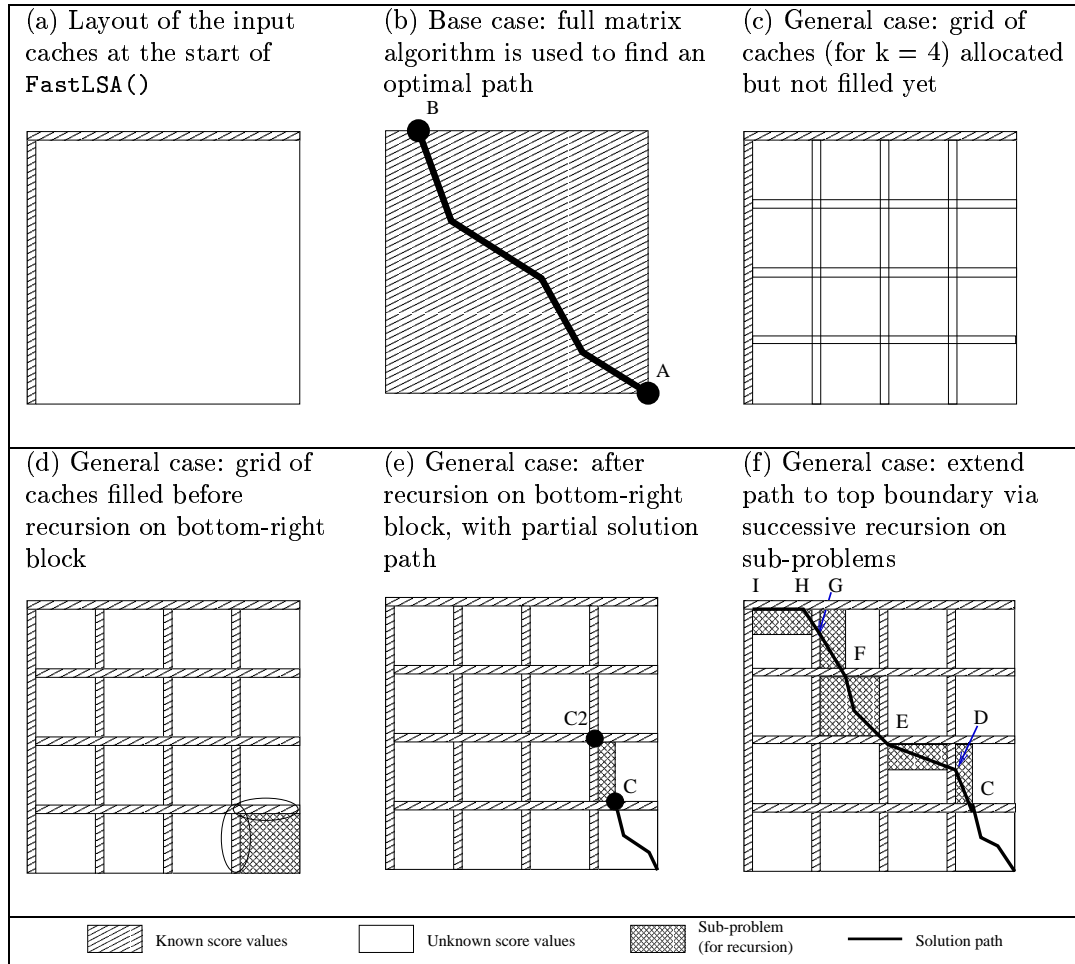 (a) Layout of the input
caches at the start of
FastLSA()
(b) Base case: full matrix
algorithm is used to find an
optimal path
B
A
(c) General case: grid of
caches (for k = 4) allocated
but not filled yet
(d) General case: grid of
caches filled before
recursion on bottom-right
block
(e) General case: after
recursion on bottom-right
block, with partial solution
path
C2
C
(f) General case: extend
path to top boundary via
successive recursion on
sub-problems
I H G
F
E
D
C
Known score values
Unknown score values
Sub-problem
(for recursion)
Solution path